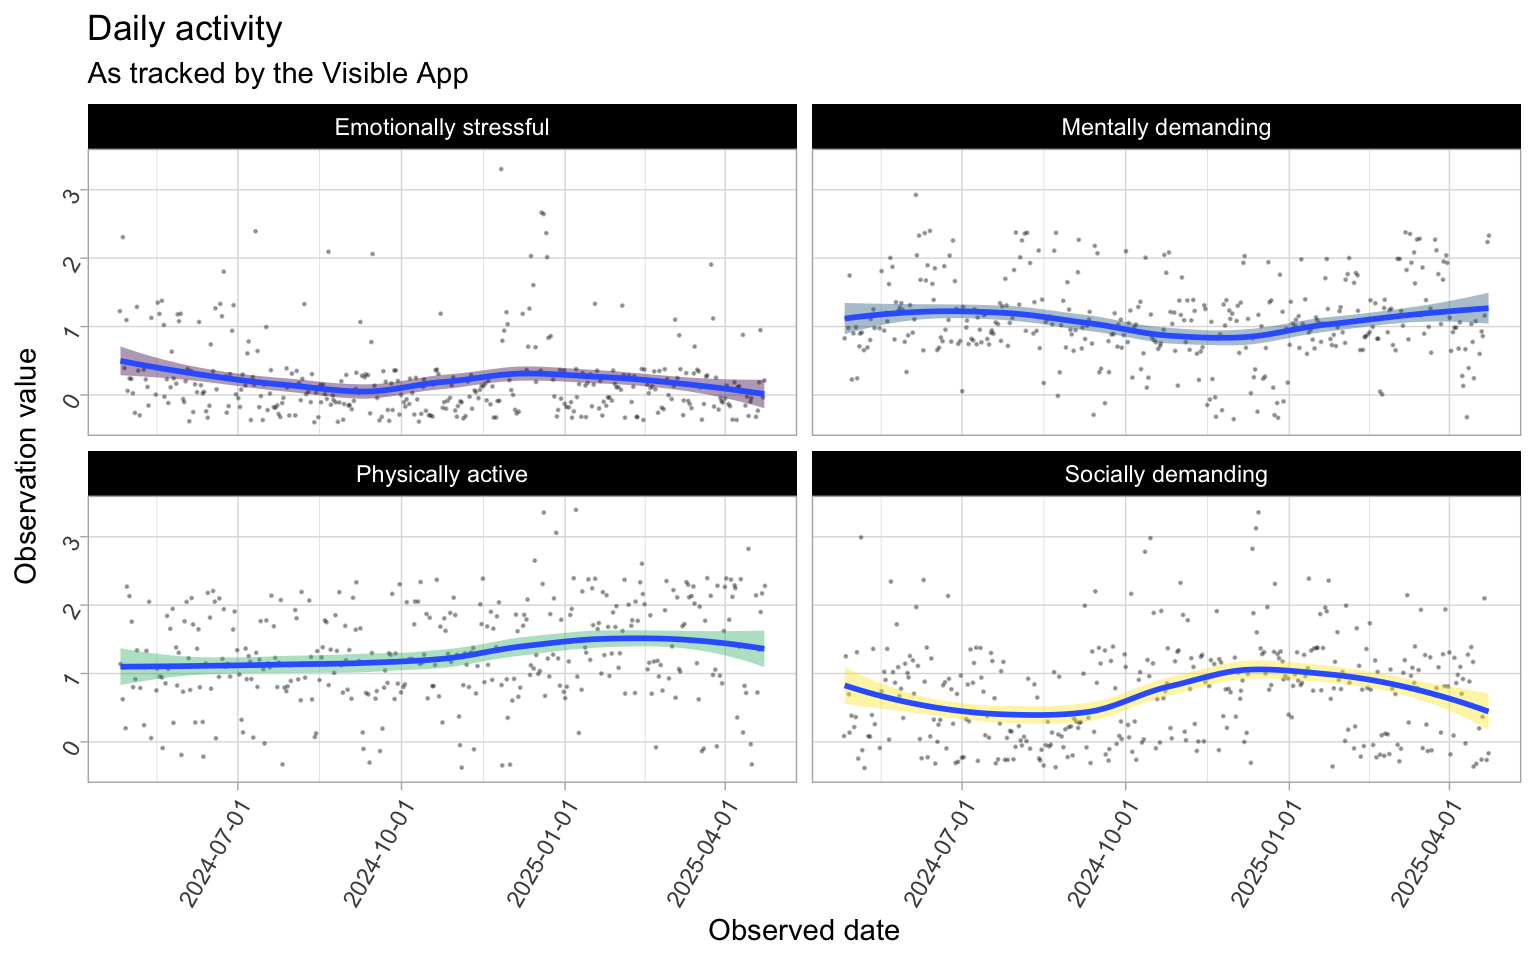 Daily activity
As tracked by the Visible App
Emotionally stressful
Mentally demanding
3
2
1
0
Physically active
Socially demanding
3
2
1
0
Observation value
2024-07-01
2024-10-01
2025-01-01
2025-04-01
2024-07-01
2024-10-01
2025-01-01
2025-04-01
Observed date